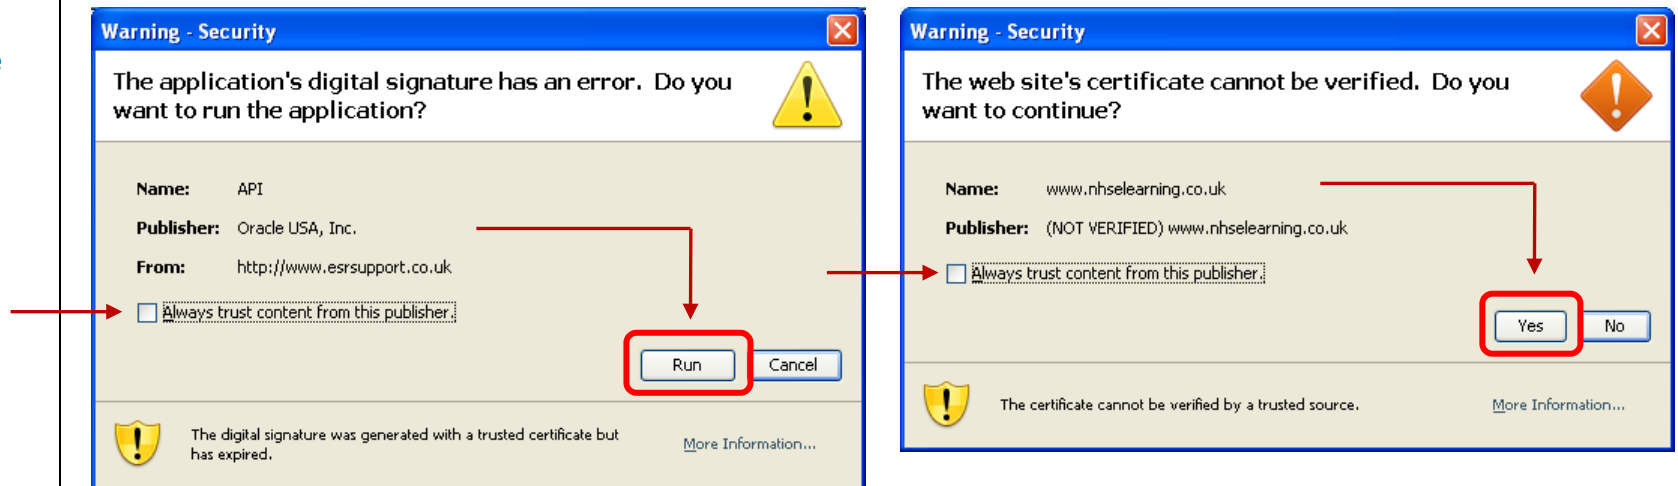 Warning - Security
The application's digital signature has an error. Do you
want to run the application?
Name: API
Publisher: Oracle USA, Inc.
From: http://www.esrsupport.co.uk
Always trust content from this publisher.
Run Cancel
The digital signature was generated with a trusted certificate but
has expired.
More Information...
Warning - Security
The web site's certificate cannot be verified. Do you
want to continue?
Name: www.nhselearning.co.uk
Publisher: (NOT VERIFIED) www.nhselearning.co.uk
Always trust content from this publisher.
Yes No
The certificate cannot be verified by a trusted source.
More Information...